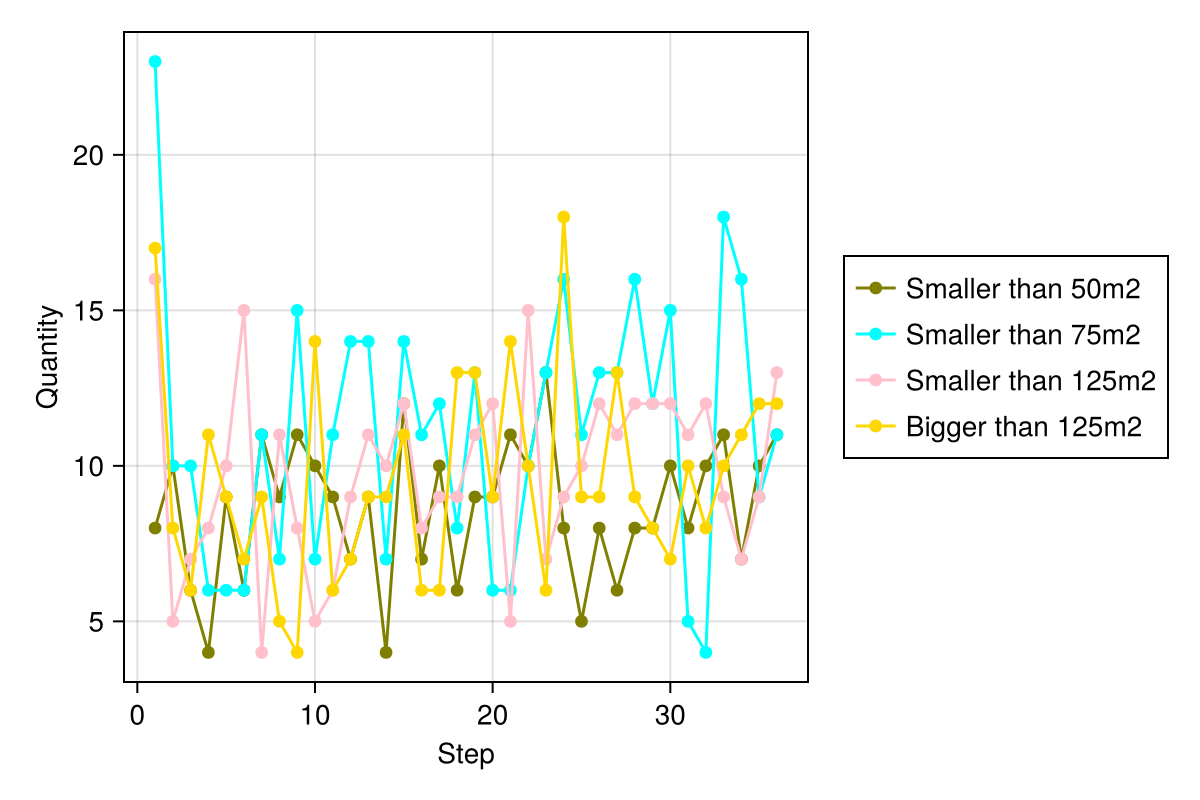 20
15
10
5
Quantity
0 10 20 30
Step
Smaller than 50m2
Smaller than 75m2
Smaller than 125m2
Bigger than 125m2